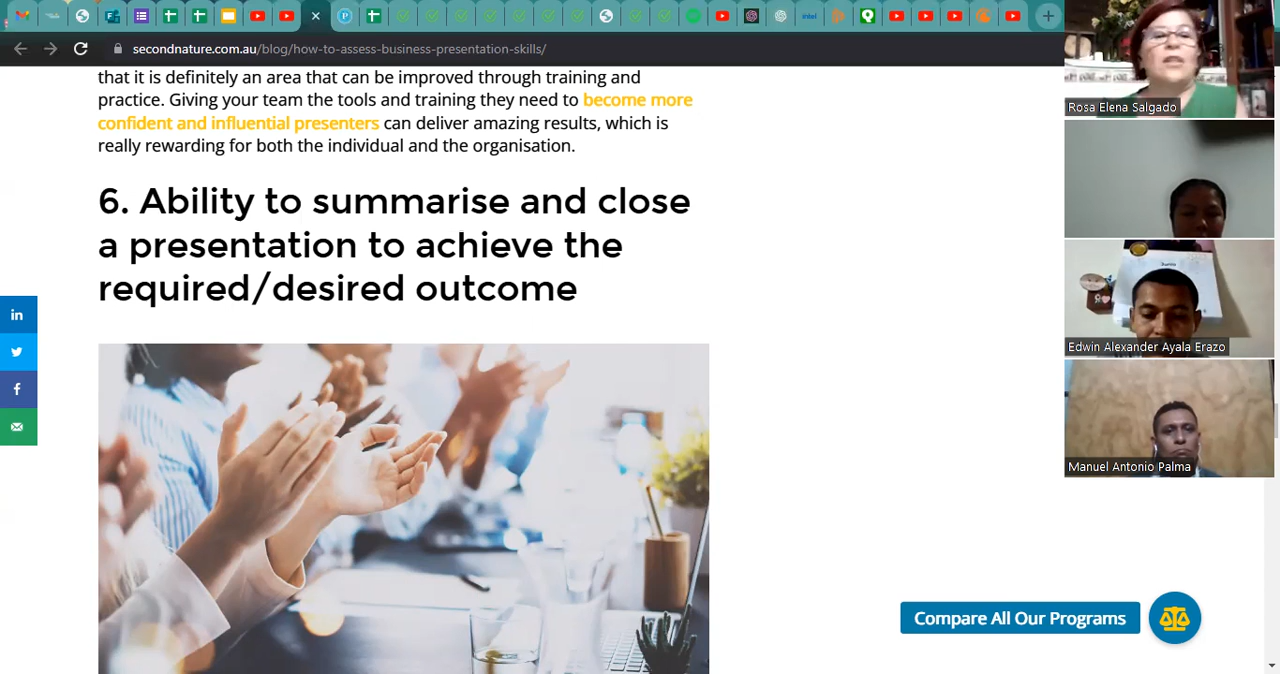 secondnature.com.au/blog/how-to-assess-business-presentation-skills/
that it is definitely an area that can be improved through training and
practice. Giving your team the tools and training they need to become more
confident and influential presenters can deliver amazing results, which is
really rewarding for both the individual and the organisation.
6. Ability to summarise and close
a presentation to achieve the
required/desired outcome
in
f
Compare All Our Programs
Rosa Elena Salgado
Edwin Alexander Ayala Erazo
Manuel Antonio Palma